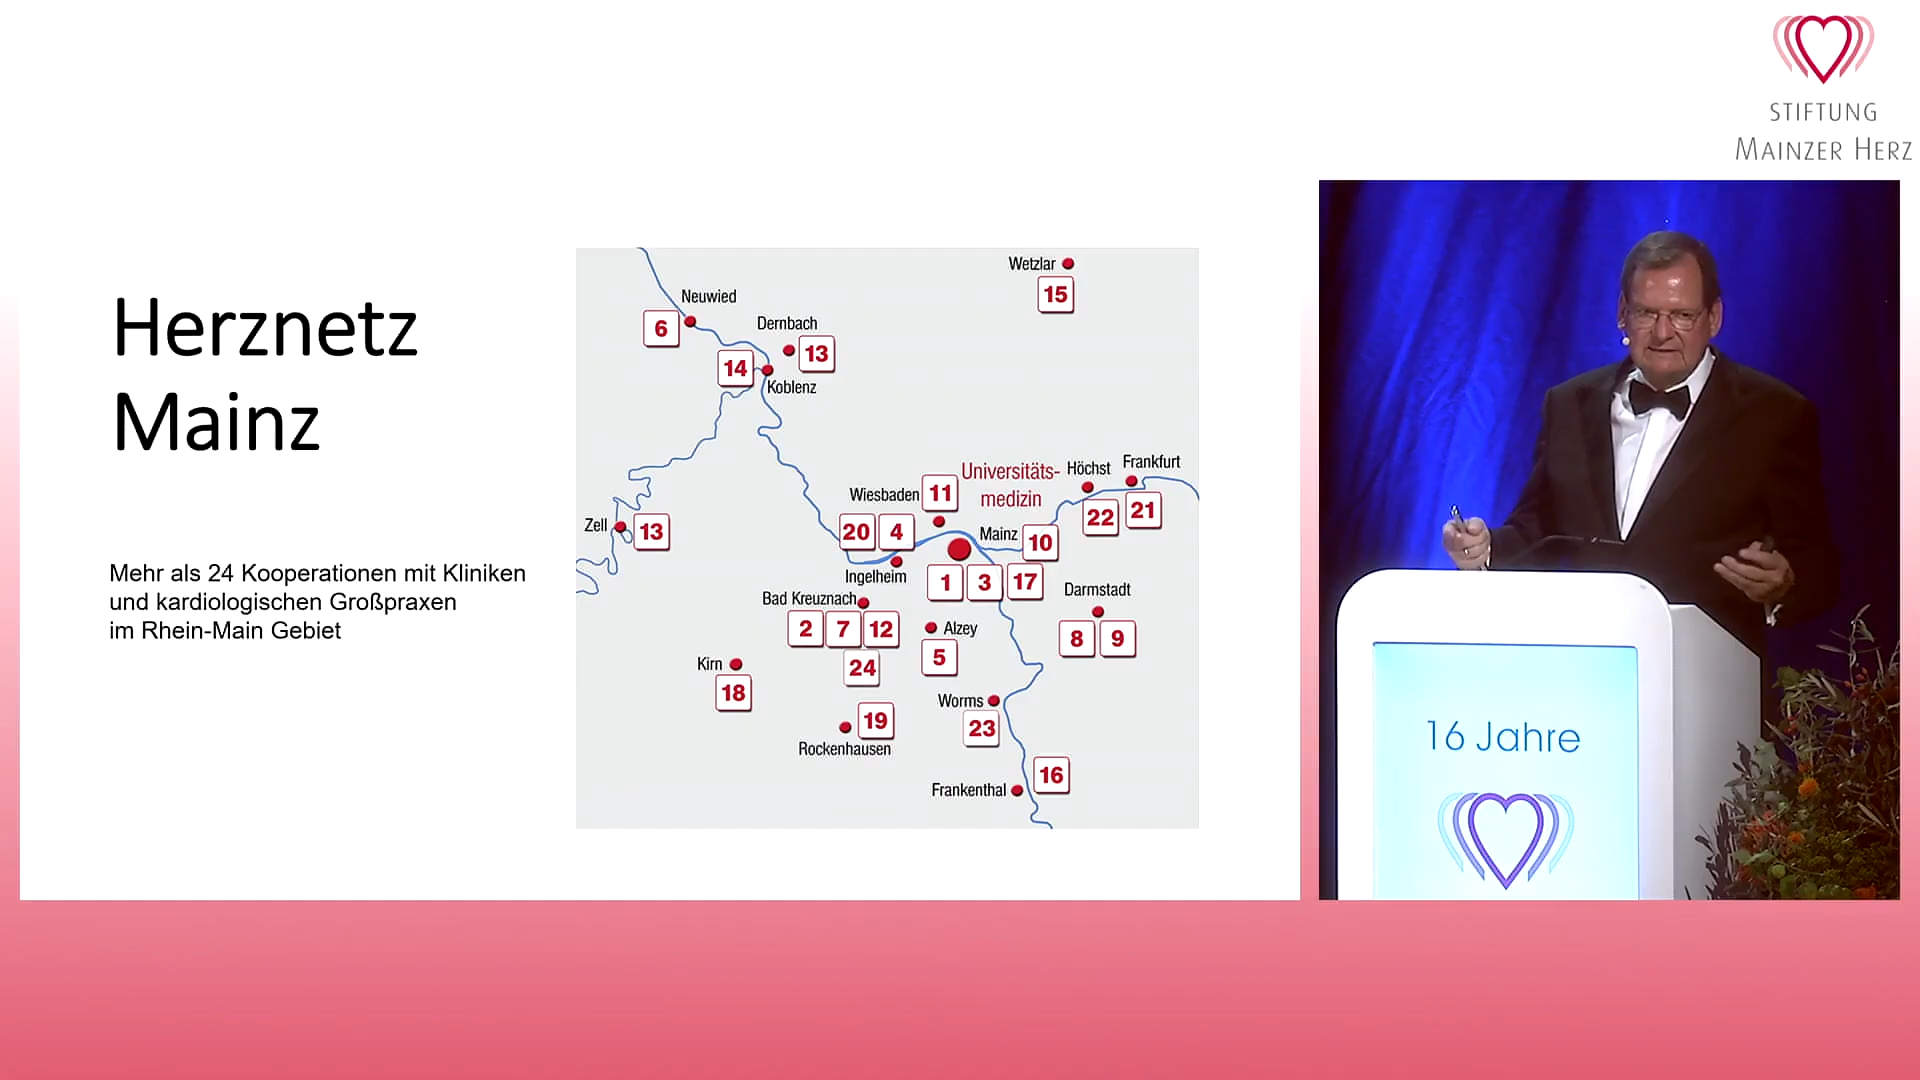 STIFTUNG
MAINZER HERZ
Herznetz
Mainz
Mehr als 24 Kooperationen mit Kliniken
und kardiologischen Großpraxen
im Rhein-Main Gebiet
Wetzlar
15
Neuwied
6
Dernbach
13
14
Koblenz
Universitäts-
medizin
Höchst
Frankfurt
Wiesbaden
11
22
21
Zell
13
20
4
Mainz
10
Ingelheim
1
3
17
Darmstadt
8
9
Bad Kreuznach
2
7
12
24
Alzey
5
Kirn
18
Worms
23
19
Rockenhausen
Frankenthal
16
16 Jahre